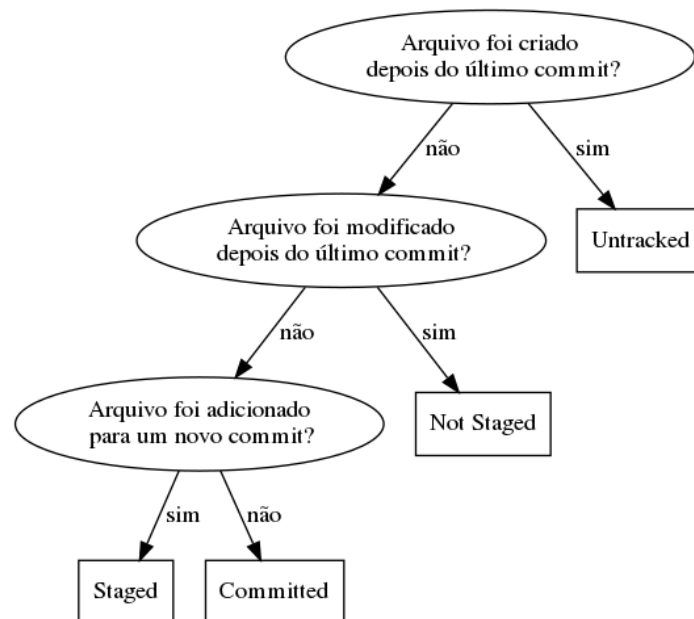 Arquivo foi criado
depois do último commit?
não
sim
Arquivo foi modificado
depois do último commit?
Untracked
não
sim
Arquivo foi adicionado
para um novo commit?
Not Staged
sim
não
Staged
Committed